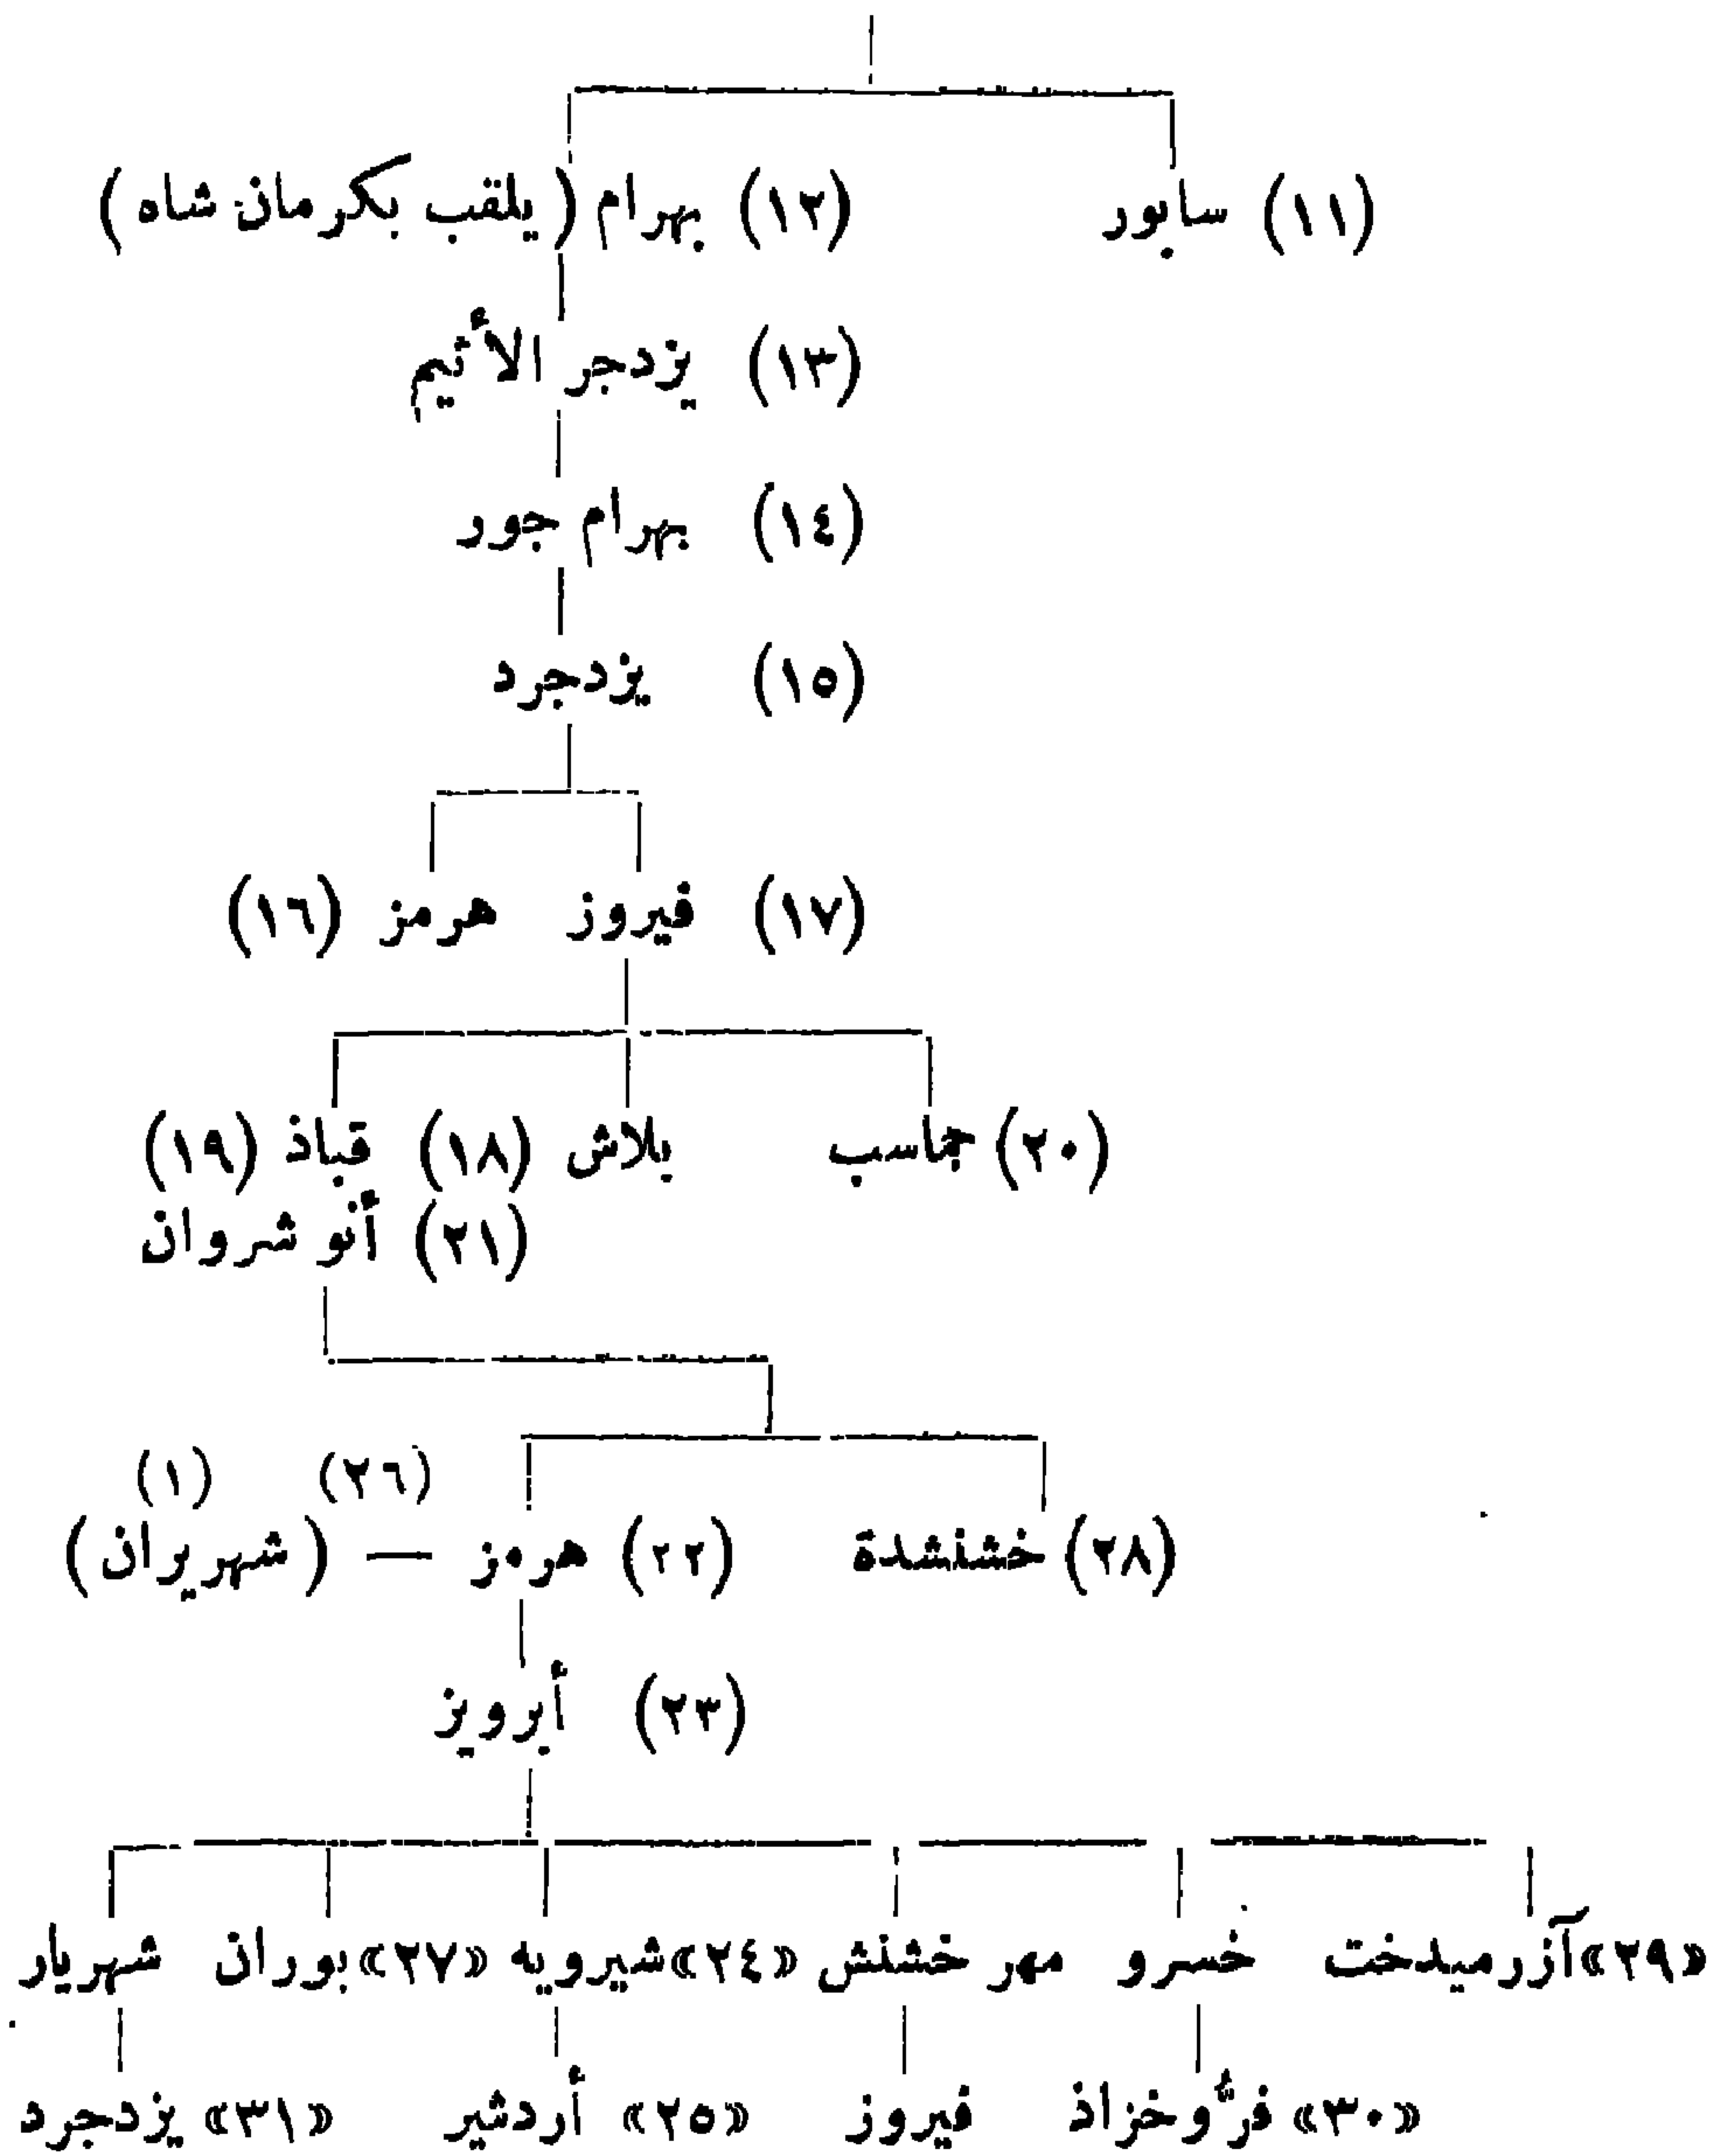 (١١) سابور (١٢) بهرام (يلقب بكرمان شاه)
(١٣) يزدجر الأثيم
(١٤) بهرام جور
(١٥) يزدجرد
(١٧) فيروز هرمز (١٦)
(٢٠) جاسب بلاش (١٨) قباذ (١٩)
(٢١) أنوشروان
(٢٦) (١)
(٢٨) خشنشدة (٢٢) هرمز — (شهريران)
(٢٣) أبرويز
«٢٩» آزرميدخت خسرو مهر خشنش «٢٤» شيرويه «٢٧» بوران شهريار
«٣٠» فرّوخزاذ فيروز «٢٥» أردشير «٣١» يزدجرد